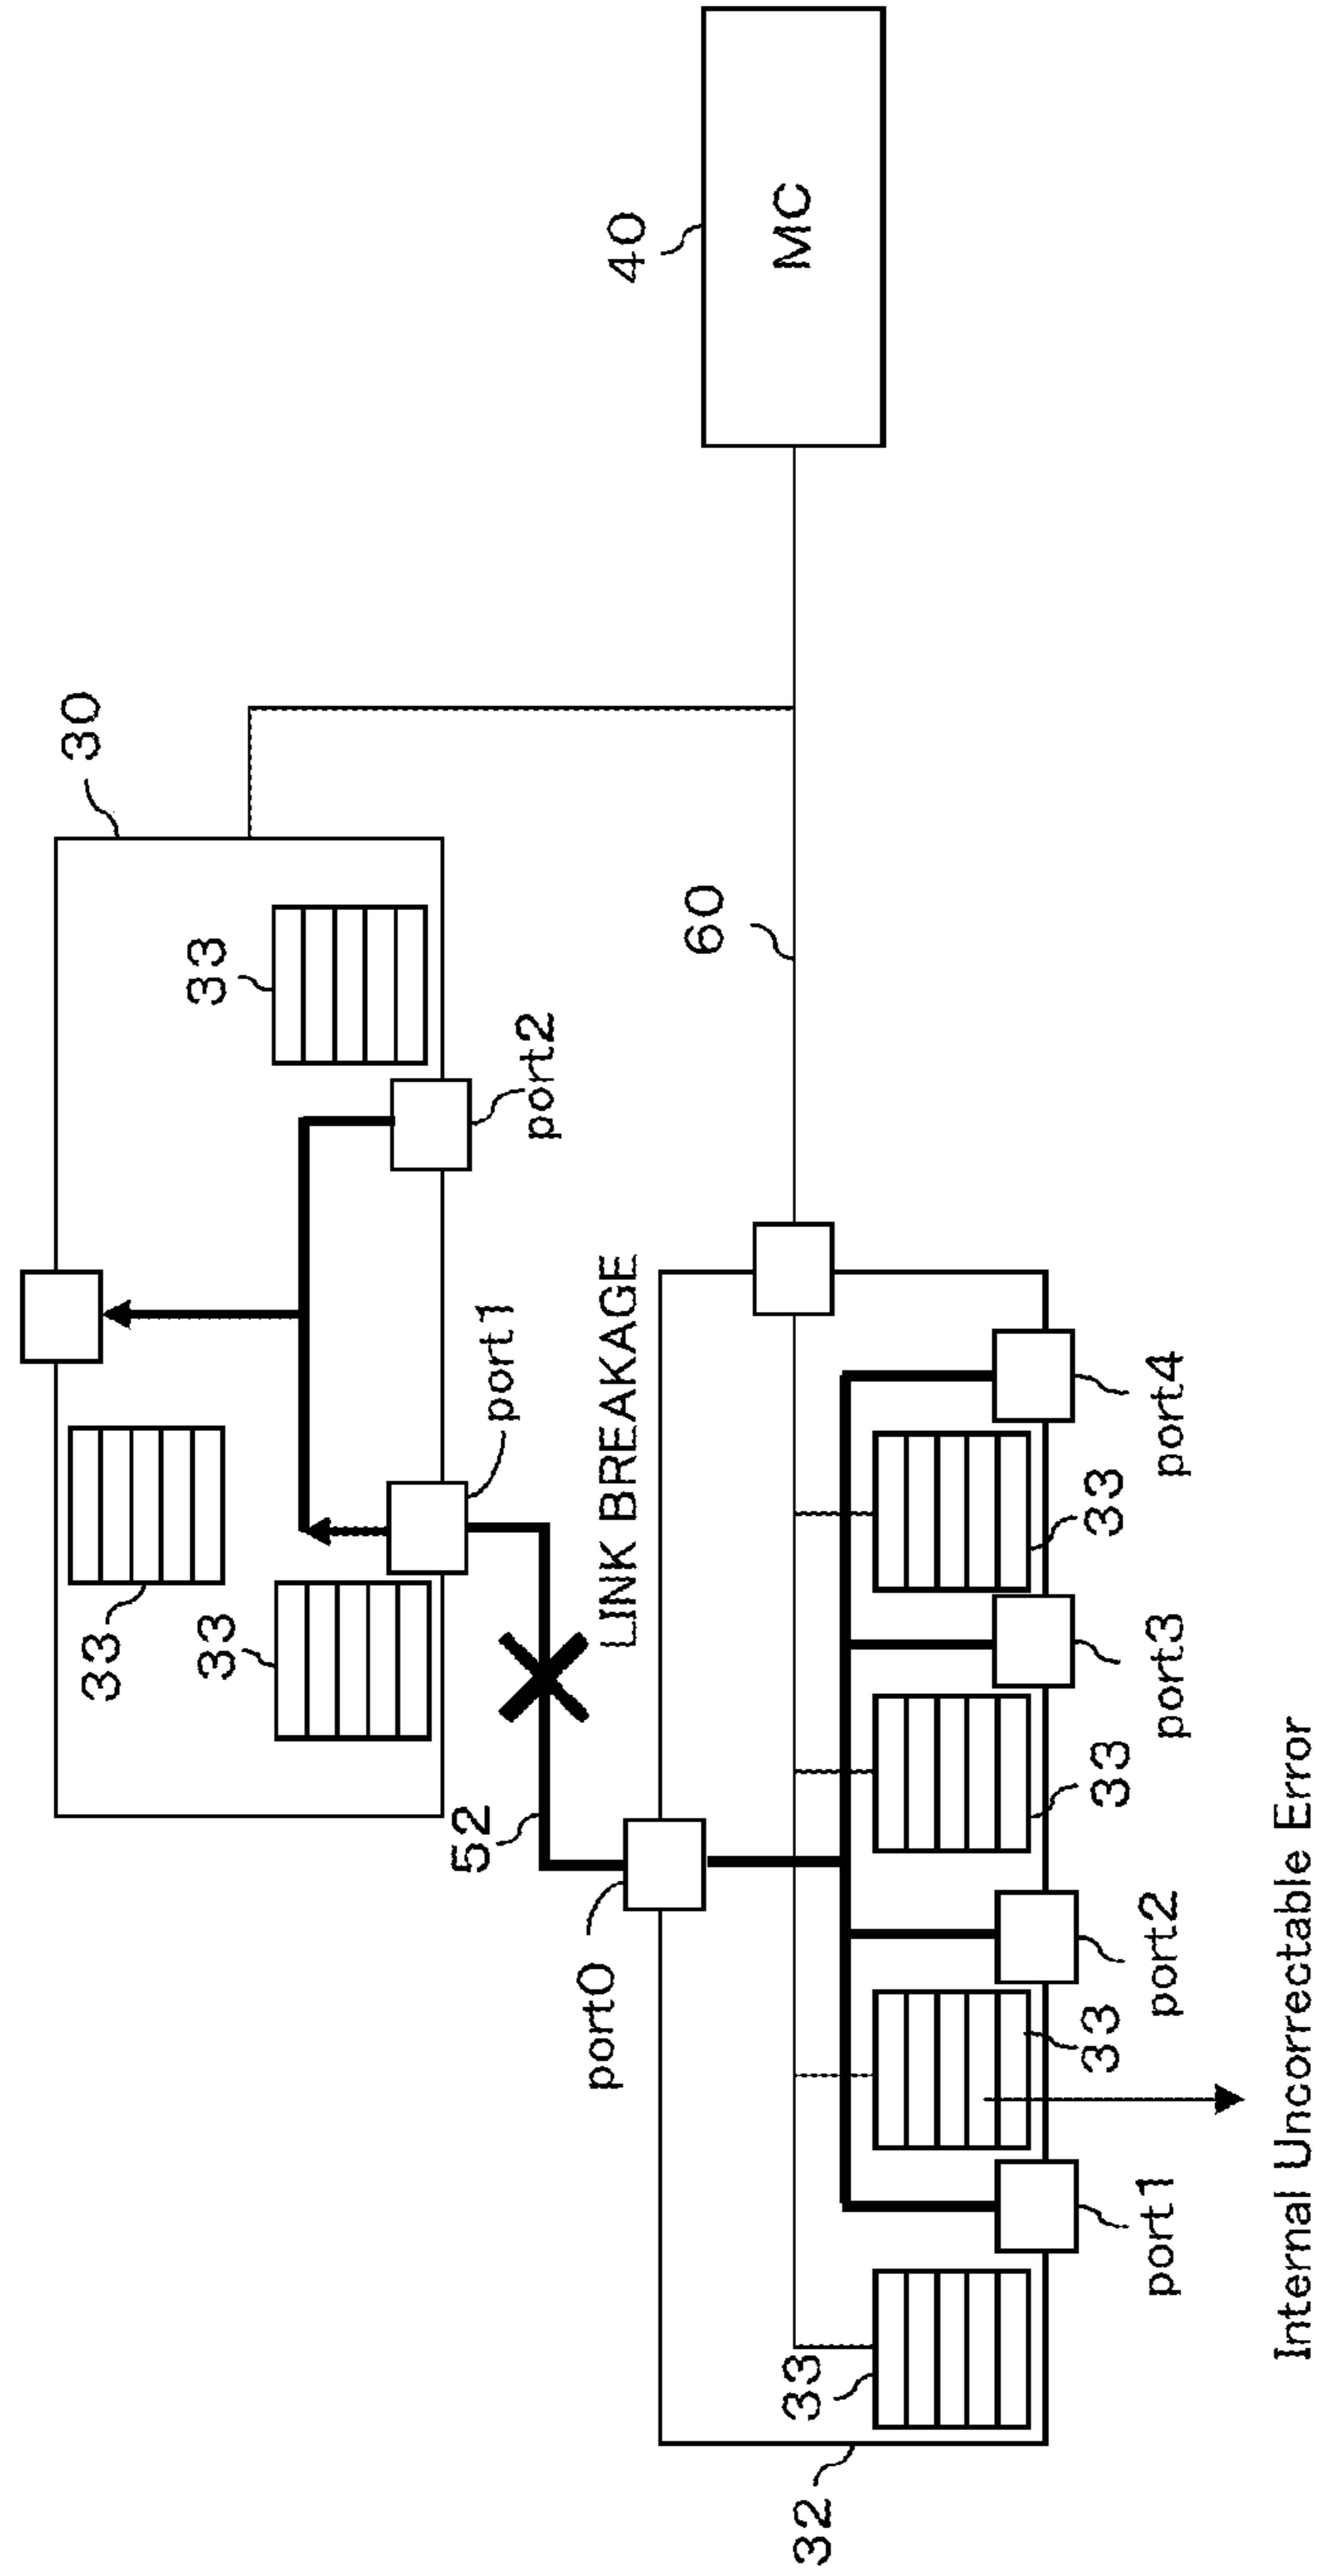 30
33
33
33
52
port1
port2
port0
LINK BREAKAGE
40
60
MC
32
33
33
33
33
port1
port2
port3
port4
Internal Uncorrectable Error